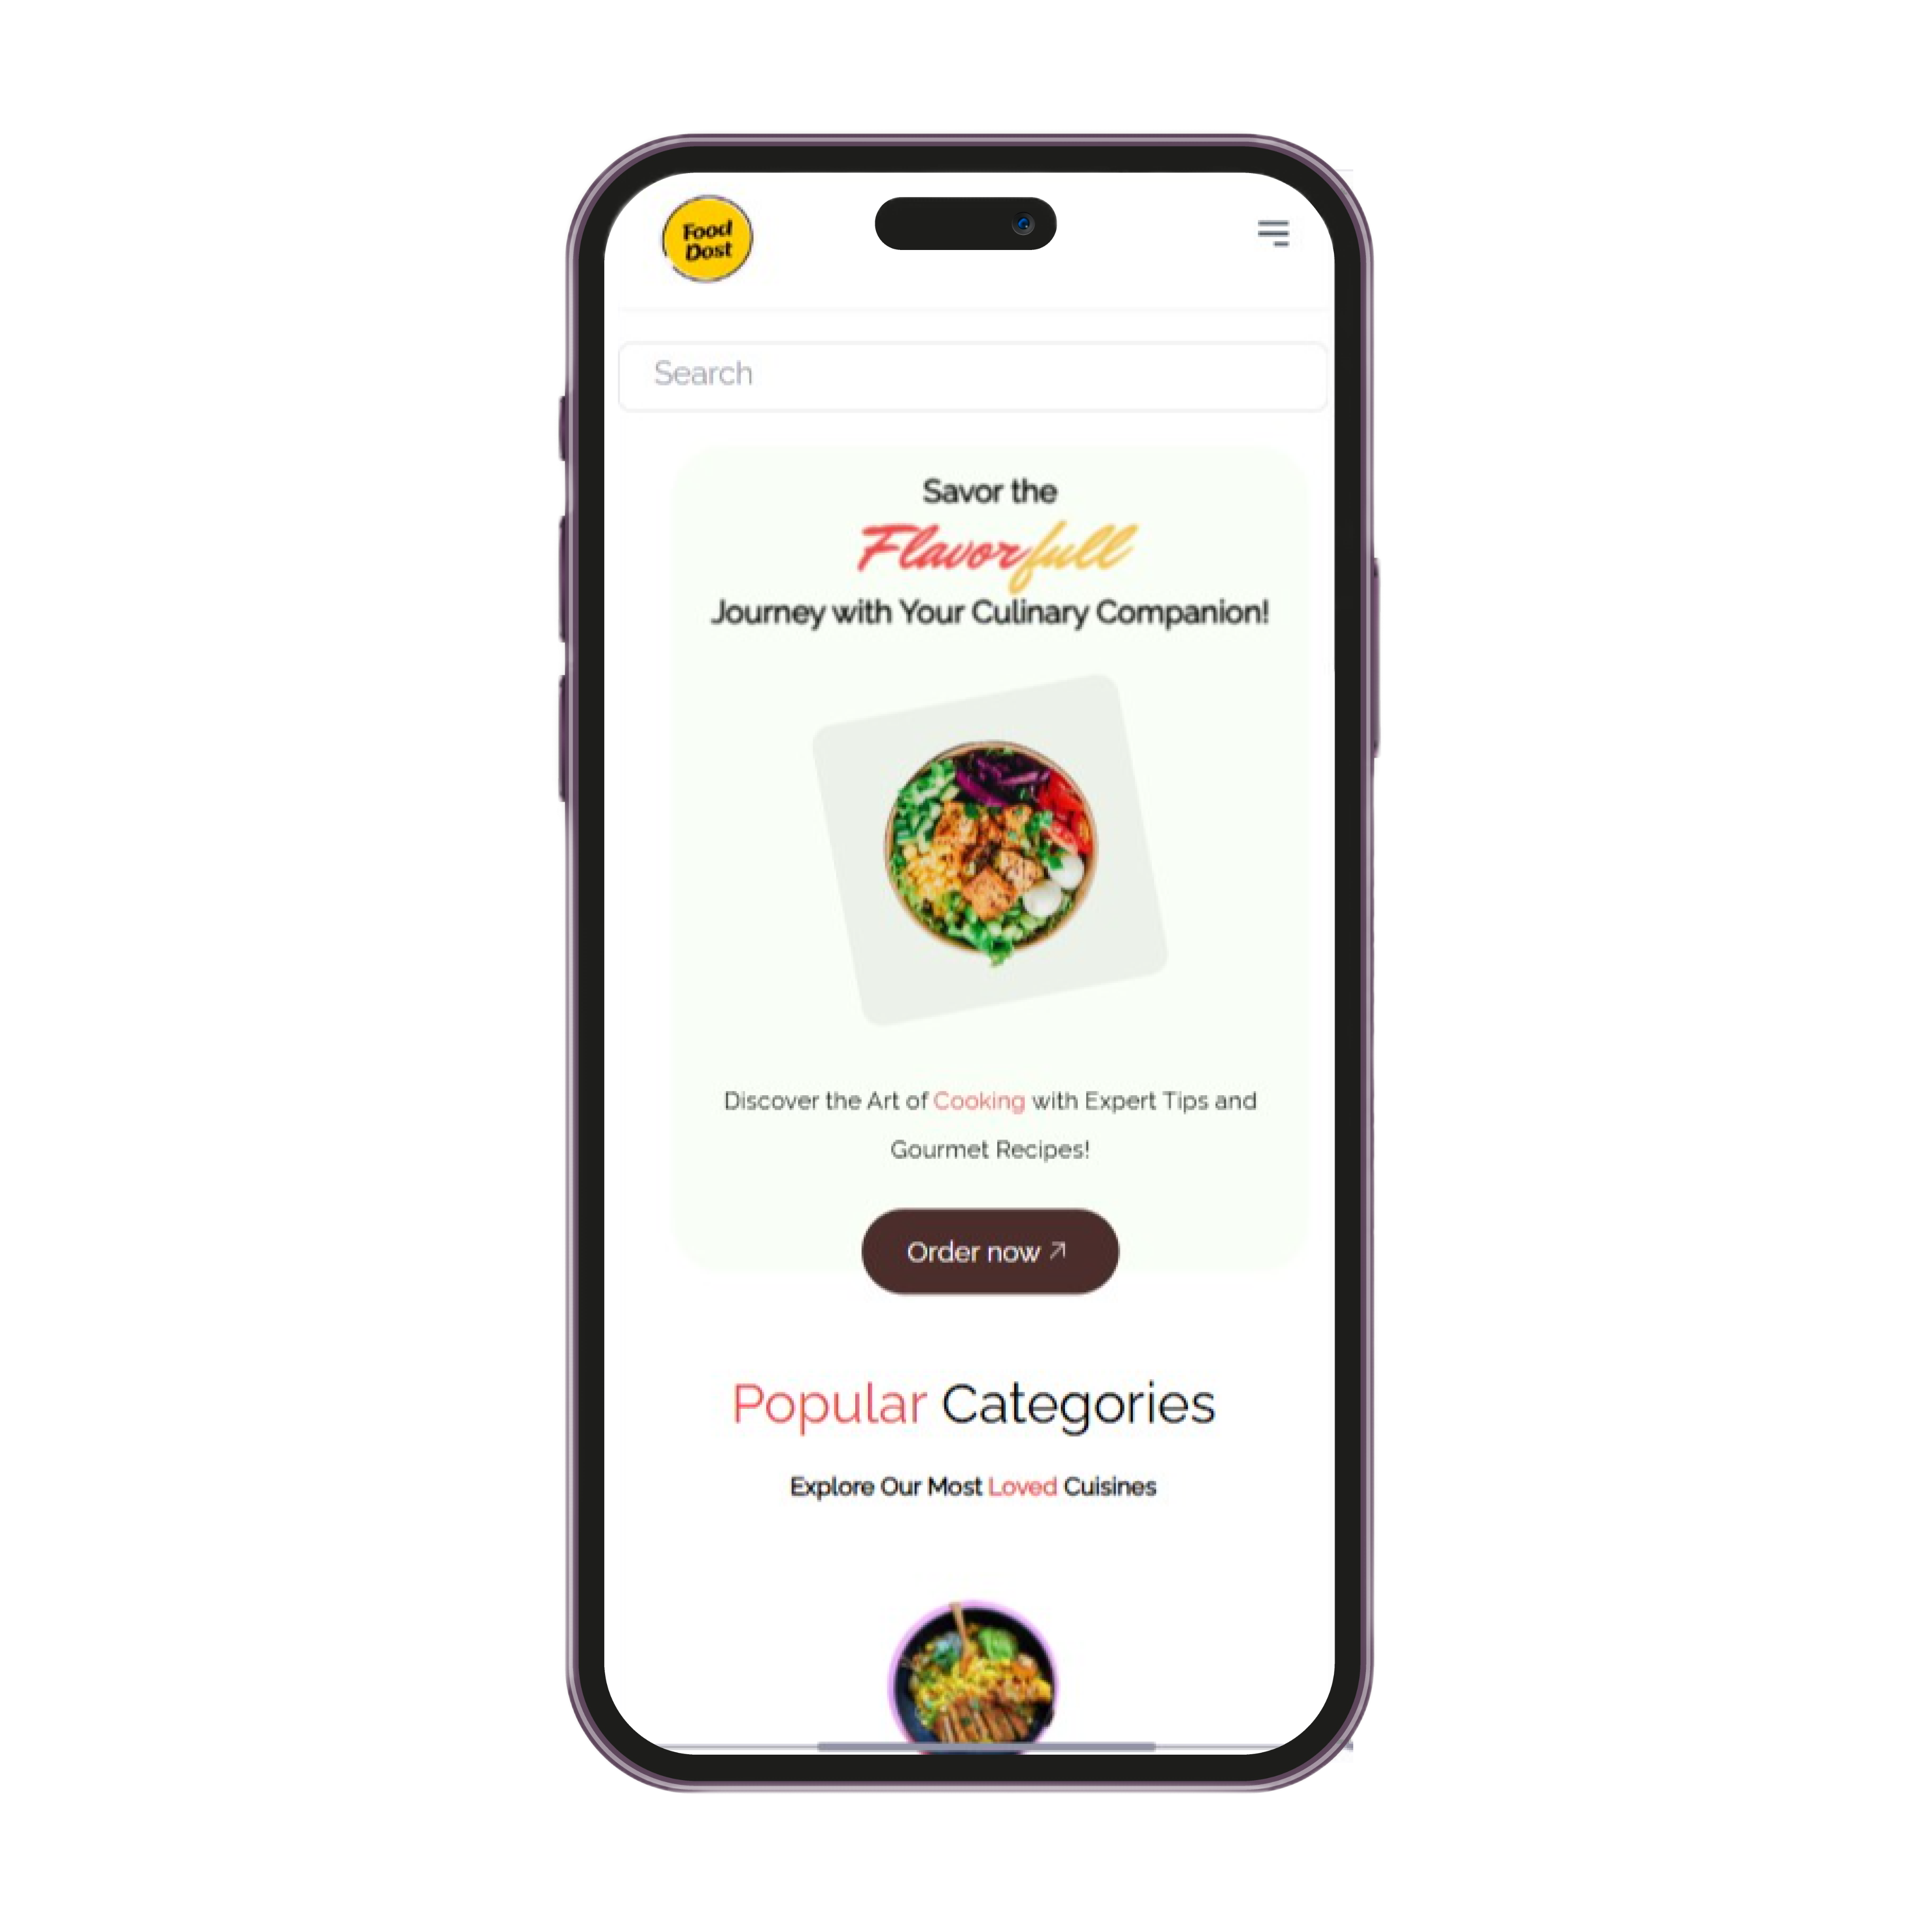 Food
Dost
Search
Savor the
Flavorfull
Journey with Your Culinary Companion!
Discover the Art of Cooking with Expert Tips and
Gourmet Recipes!
Order now
Popular Categories
Explore Our Most Loved Cuisines